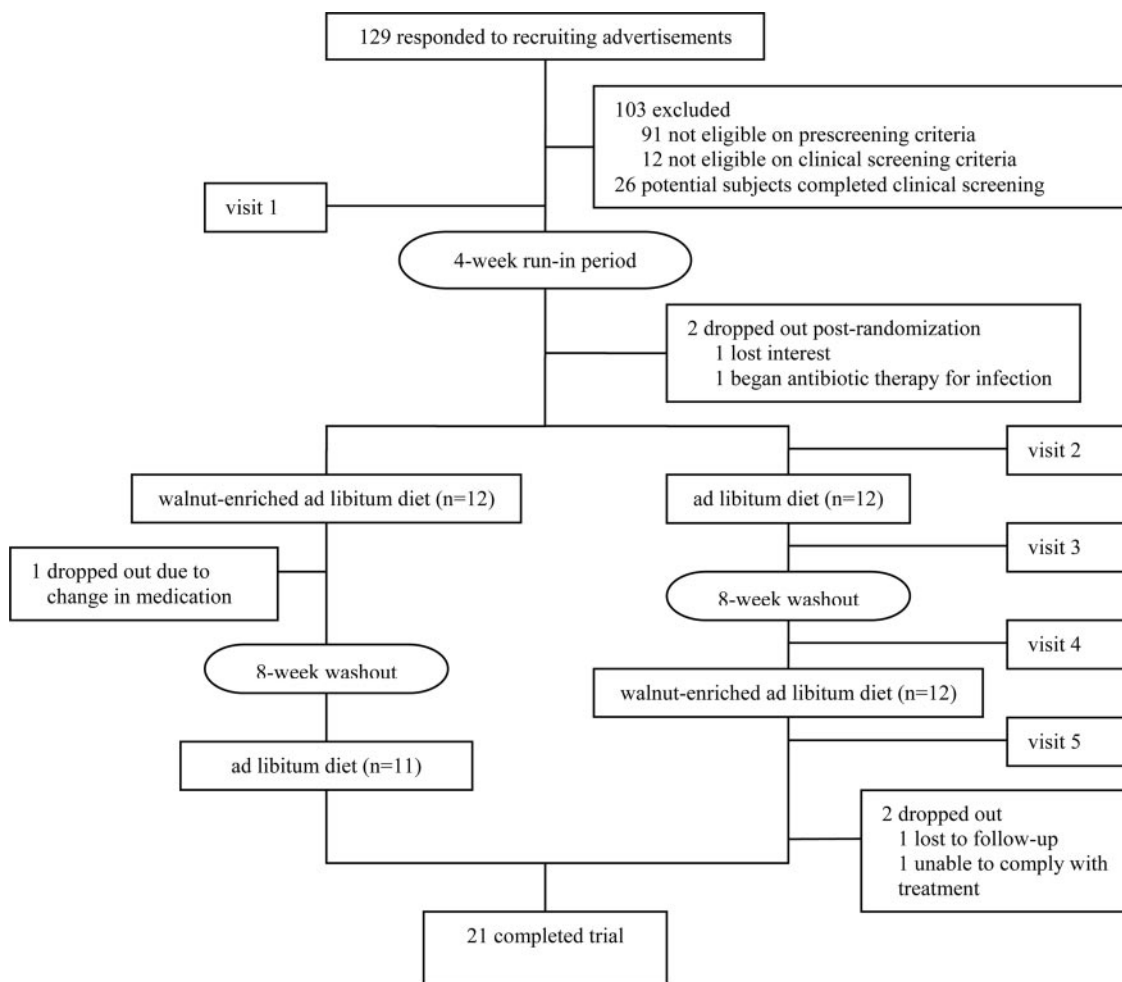 129 responded to recruiting advertisements
103 excluded
91 not eligible on prescreening criteria
12 not eligible on clinical screening criteria
26 potential subjects completed clinical screening
visit 1
4-week run-in period
2 dropped out post-randomization
1 lost interest
1 began antibiotic therapy for infection
visit 2
walnut-enriched ad libitum diet (n=12)
ad libitum diet (n=12)
visit 3
1 dropped out due to
change in medication
8-week washout
visit 4
8-week washout
walnut-enriched ad libitum diet (n=12)
visit 5
ad libitum diet (n=11)
2 dropped out
1 lost to follow-up
1 unable to comply with
treatment
21 completed trial